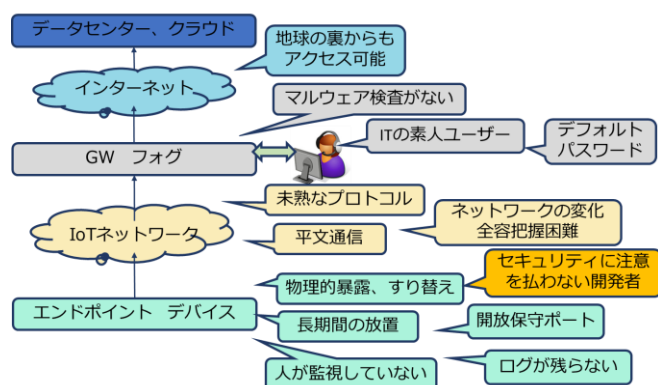 データセンター、クラウド
地球の裏からも
アクセス可能
インターネット
マルウェア検査がない
ITの素人ユーザー
デフォルト
パスワード
GW　フォグ
未熟なプロトコル
ネットワークの変化
全容把握困難
IoTネットワーク
平文通信
セキュリティに注意
を払わない開発者
物理的暴露、すり替え
エンドポイント　デバイス
長期間の放置
開放保守ポート
人が監視していない
ログが残らない